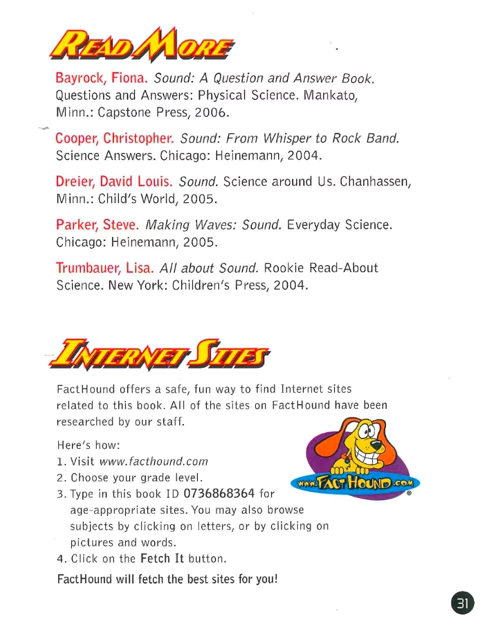 READ MORE
Bayrock, Fiona. Sound: A Question and Answer Book.
Questions and Answers: Physical Science. Mankato,
Minn.: Capstone Press, 2006.
Cooper, Christopher. Sound: From Whisper to Rock Band.
Science Answers. Chicago: Heinemann, 2004.
Dreier, David Louis. Sound. Science around Us. Chanhassen,
Minn.: Child's World, 2005.
Parker, Steve. Making Waves: Sound. Everyday Science.
Chicago: Heinemann, 2005.
Trumbauer, Lisa. All about Sound. Rookie Read-About
Science. New York: Children's Press, 2004.
INTERNET SITES
FactHound offers a safe, fun way to find Internet sites
related to this book. All of the sites on FactHound have been
researched by our staff.
Here's how:
1. Visit www.facthound.com
2. Choose your grade level.
3. Type in this book ID 0736868364 for
age-appropriate sites. You may also browse
subjects by clicking on letters, or by clicking on
pictures and words.
4. Click on the Fetch It button.
FactHound will fetch the best sites for you!
WWW.FACT HOUND.COM
®
31